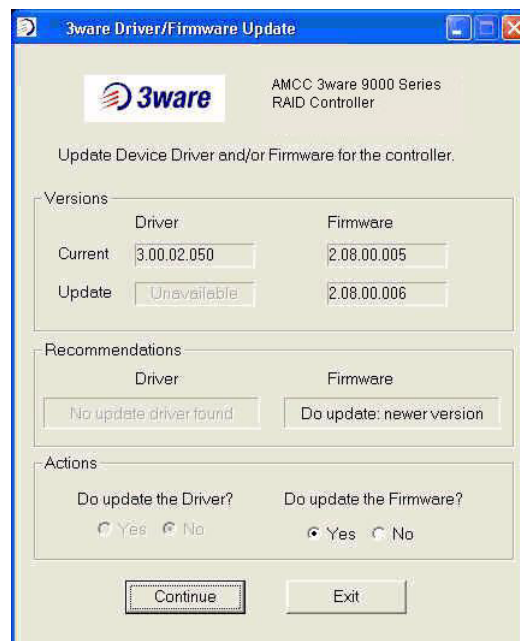 3ware Driver/Firmware Update
3ware
AMCC 3ware 9000 Series
RAID Controller
Update Device Driver and/or Firmware for the controller.
Versions
Driver Firmware
Current 3.00.02.050 2.08.00.005
Update Unavailable 2.08.00.006
Recommendations
Driver Firmware
No update driver found Do update: newer version
Actions
Do update the Driver? Do update the Firmware?
Yes No Yes No
Continue Exit